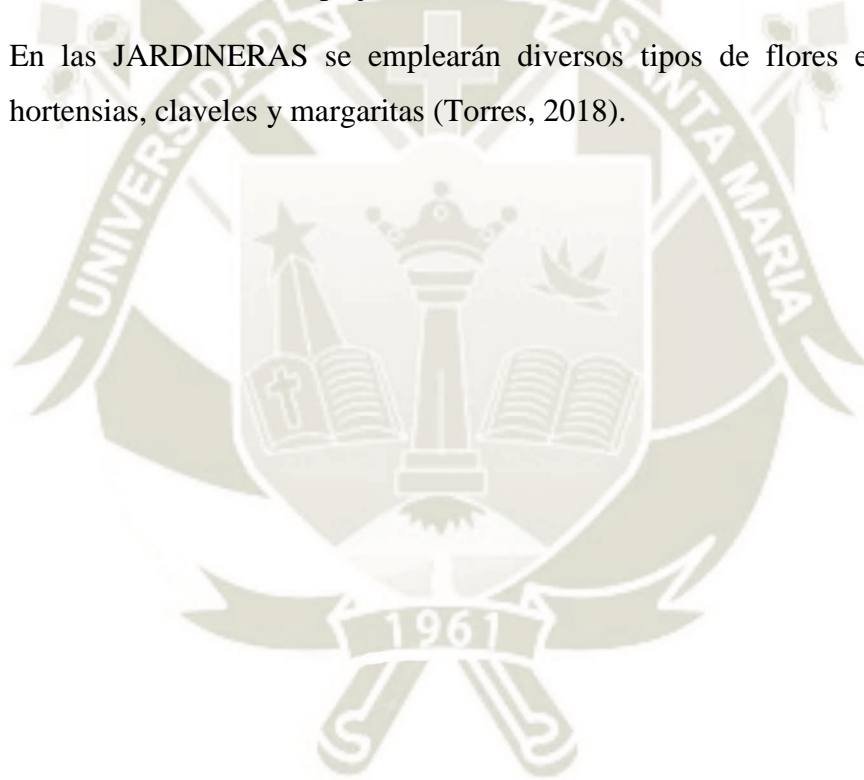 En las JARDINERAS se emplearán diversos tipos de flores e
hortensias, claveles y margaritas (Torres, 2018).
UNIVERSIDAD
SANTA MARIA
1961